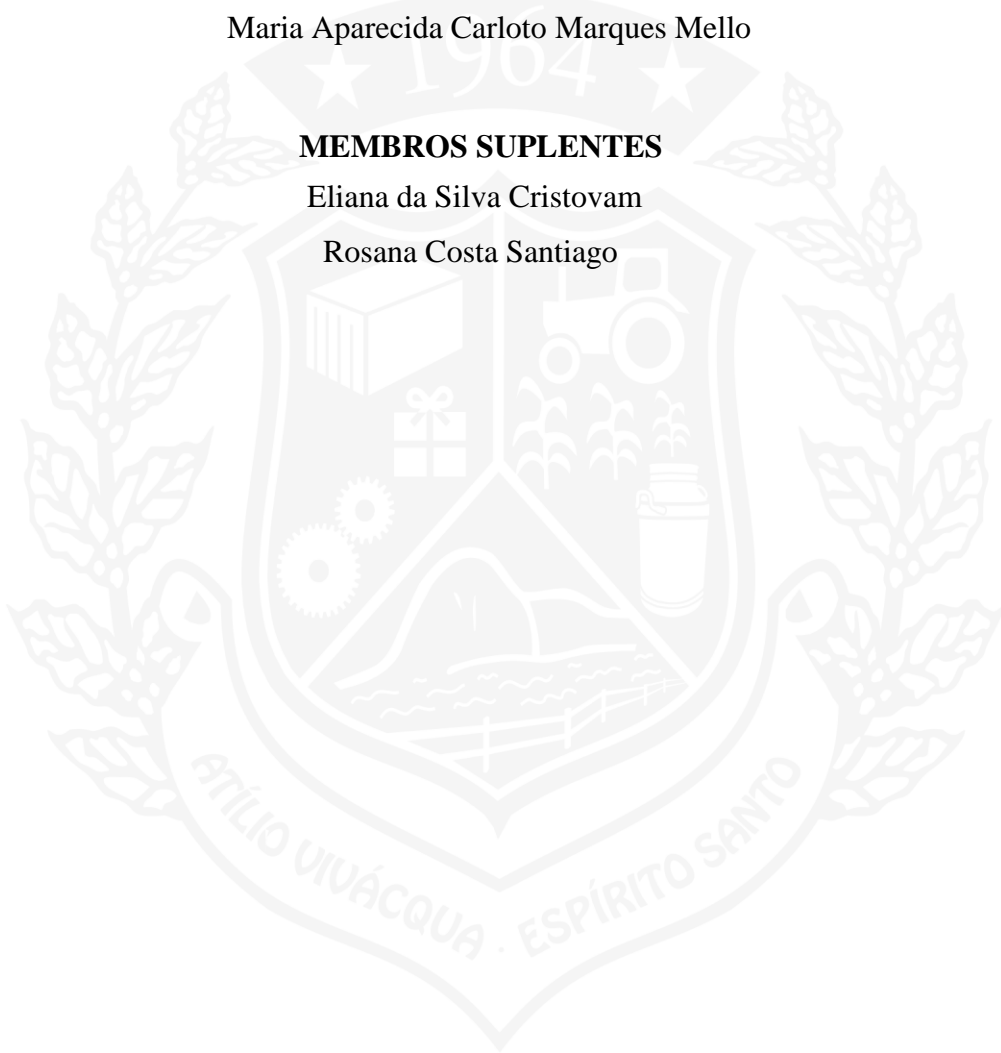 Maria Aparecida Carloto Marques Mello
1964
MEMBROS SUPLENTES
Eliana da Silva Cristovam
Rosana Costa Santiago
ATÍLIO VIVÁCQUA . ESPÍRITO SANTO